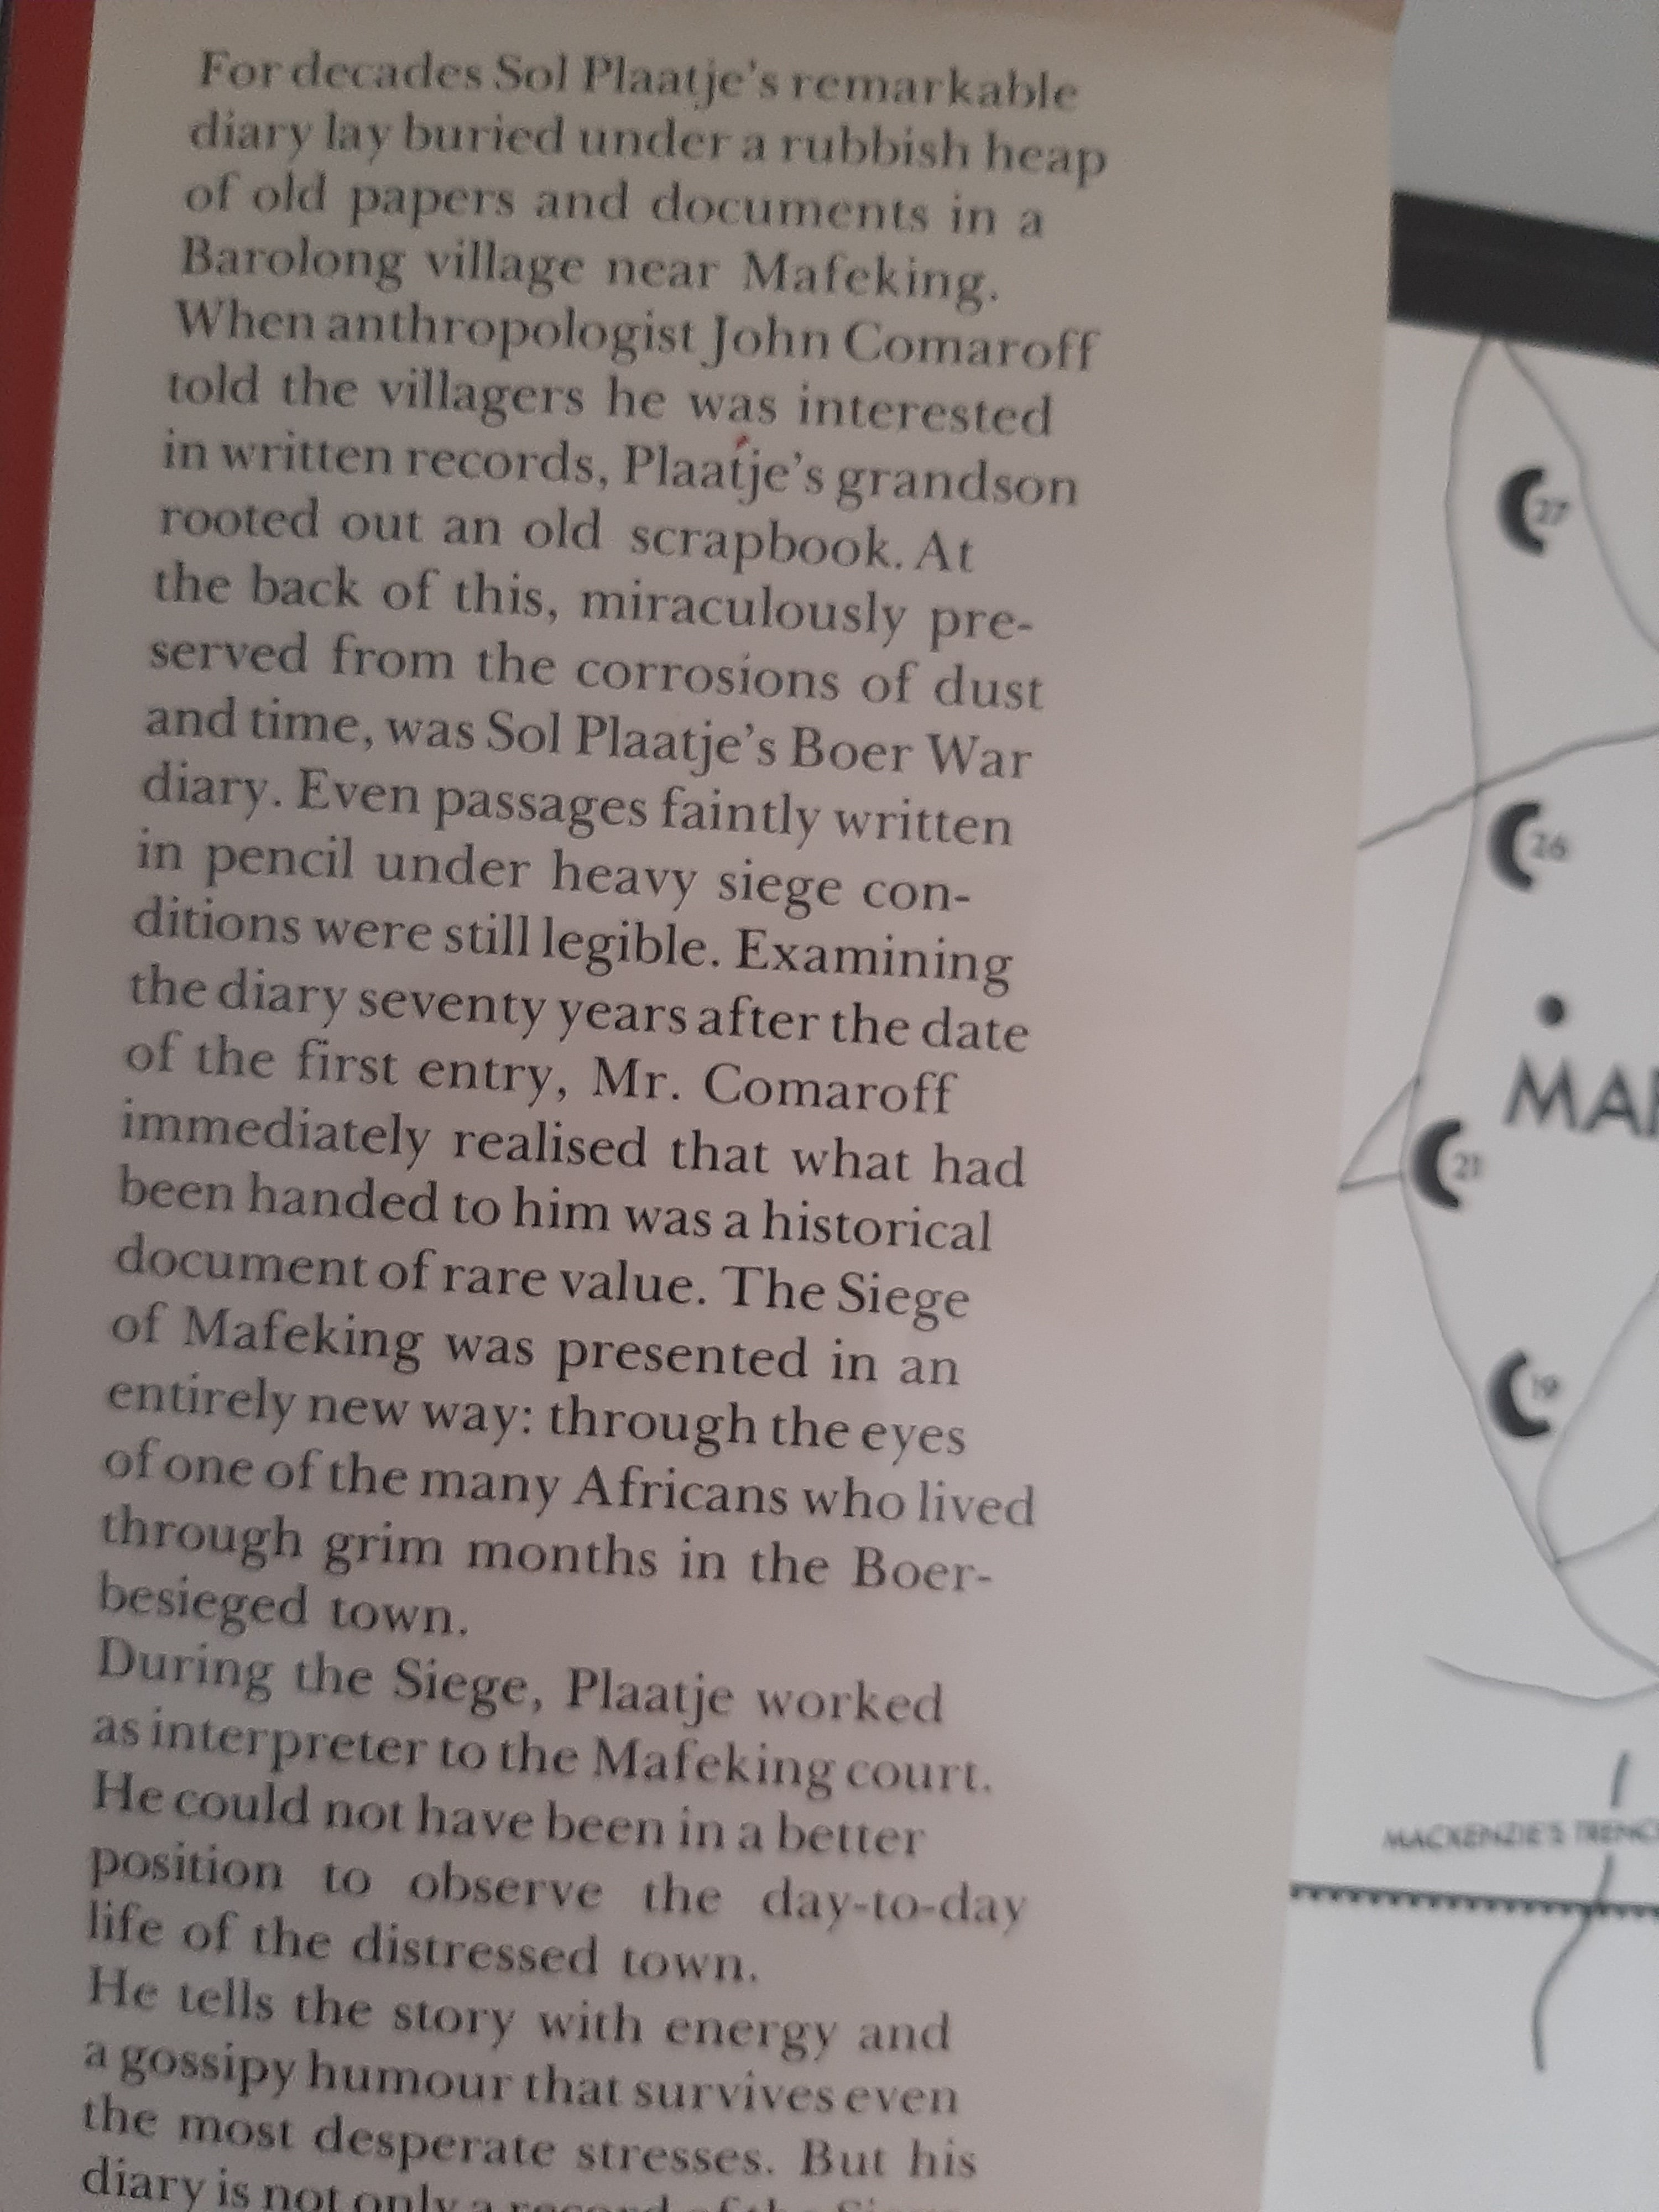 For decades Sol Plaatje's remarkable
diary lay buried under a rubbish heap
of old papers and documents in a
Barolong village near Mafeking.
When anthropologist John Comaroff
told the villagers he was interested
in written records, Plaatje's grandson
rooted out an old scrapbook. At
the back of this, miraculously pre-
served from the corrosions of dust
and time, was Sol Plaatje's Boer War
diary. Even passages faintly written
in pencil under heavy siege con-
ditions were still legible. Examining
the diary seventy years after the date
of the first entry, Mr. Comaroff
immediately realised that what had
been handed to him was a historical
document of rare value. The Siege
of Mafeking was presented in an
entirely new way: through the eyes
of one of the many Africans who lived
through grim months in the Boer-
besieged town.
During the Siege, Plaatje worked
as interpreter to the Mafeking court.
He could not have been in a better
position to observe the day-to-day
life of the distressed town.
He tells the story with energy and
a gossipy humour that survives even
the most desperate stresses. But his
diary is not only a record of the
27
26
21
19
MACKENZIE'S